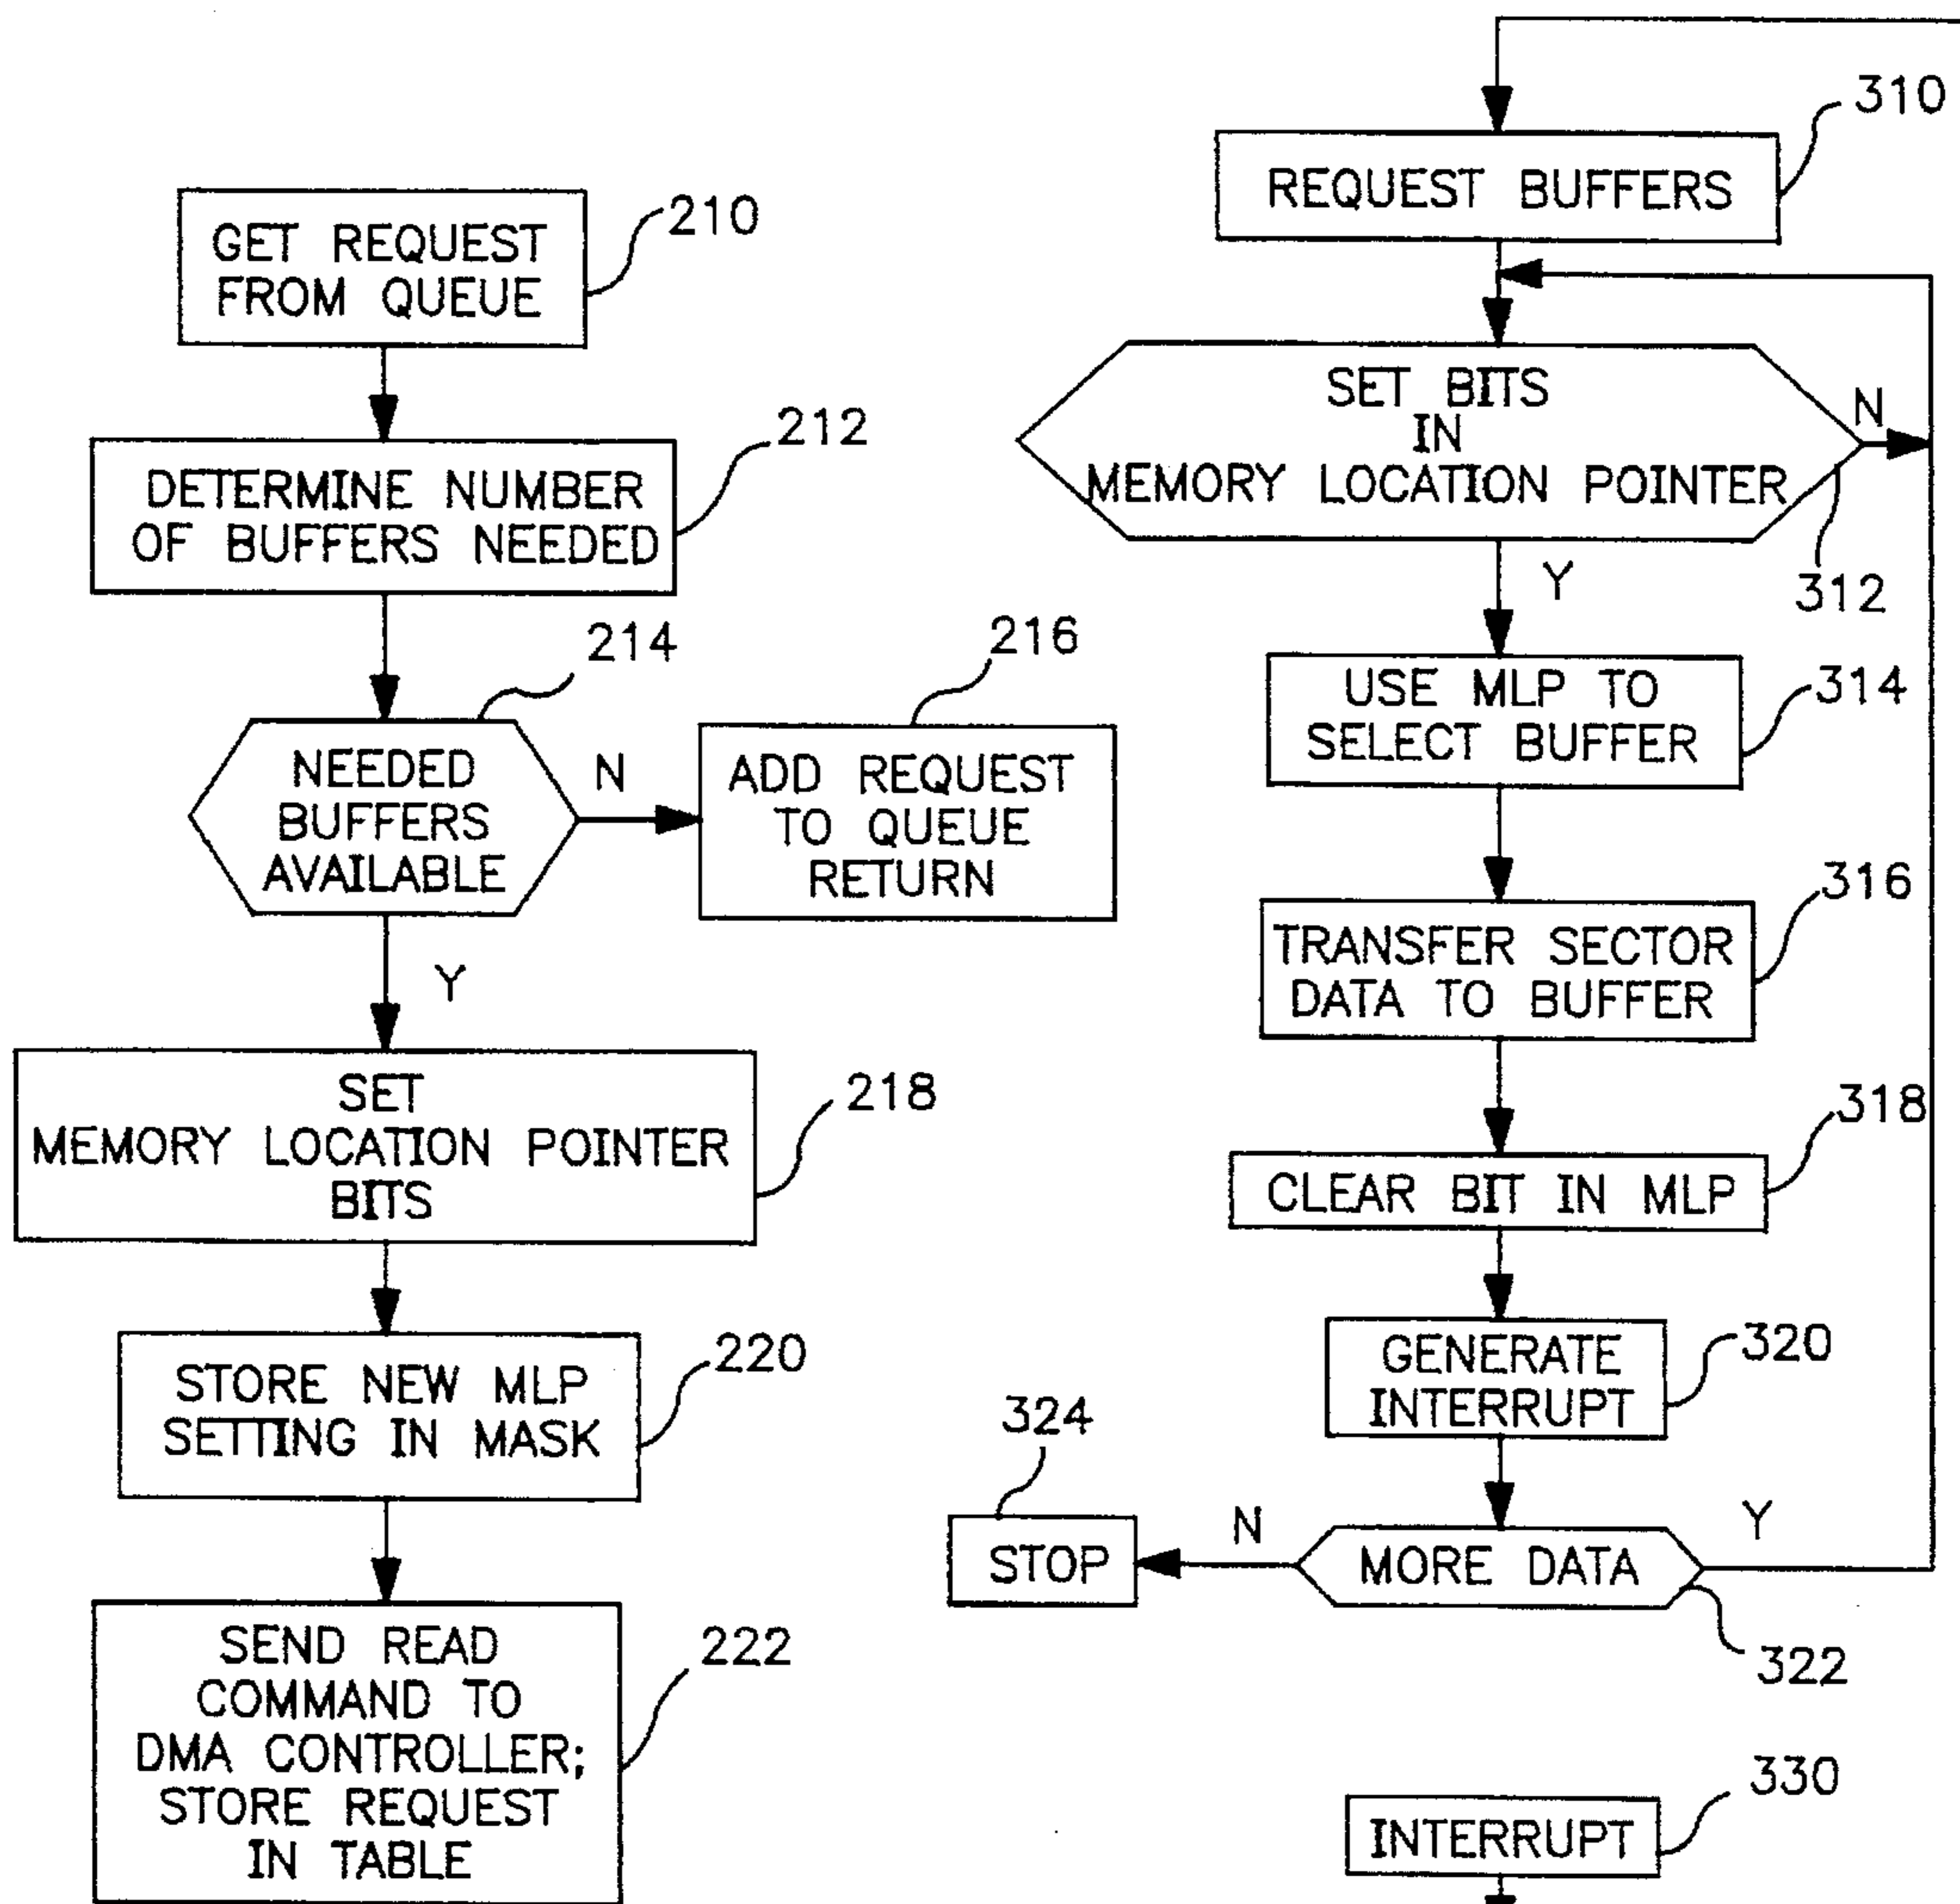 GET REQUEST
FROM QUEUE
210
DETERMINE NUMBER
OF BUFFERS NEEDED
212
214
NEEDED
BUFFERS
AVAILABLE
N
216
ADD REQUEST
TO QUEUE
RETURN
Y
SET
MEMORY LOCATION POINTER
BITS
218
STORE NEW MLP
SETTING IN MASK
220
SEND READ
COMMAND TO
DMA CONTROLLER;
STORE REQUEST
IN TABLE
222
310
REQUEST BUFFERS
SET BITS
IN
MEMORY LOCATION POINTER
N
312
Y
USE MLP TO
SELECT BUFFER
314
TRANSFER SECTOR
DATA TO BUFFER
316
CLEAR BIT IN MLP
318
GENERATE
INTERRUPT
320
MORE DATA
322
Y
N
324
STOP
330
INTERRUPT